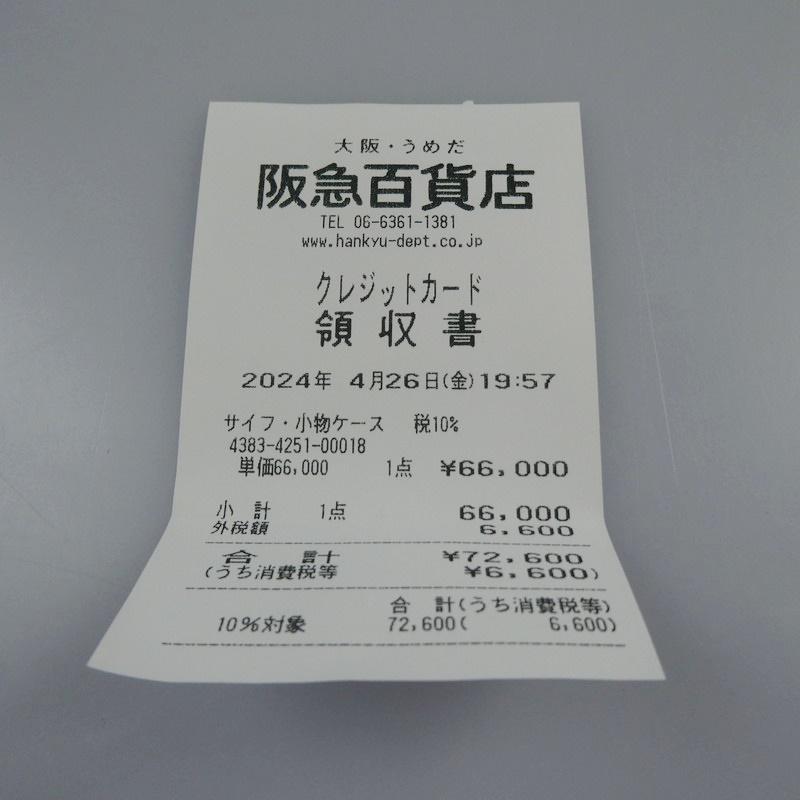 大阪・うめだ
阪急百貨店
TEL 06-6361-1381
www.hankyu-dept.co.jp
クレジットカード
領収書
2024年 4月26日(金)19:57
サイフ・小物ケース 税10%
4383-4251-00018
単価66,000 1点 ¥66,000
小計 1点 66,000
外税額 6,600
合計 ¥72,600
(うち消費税等 ¥6,600)
合 計(うち消費税等)
10%対象 72,600( 6,600)